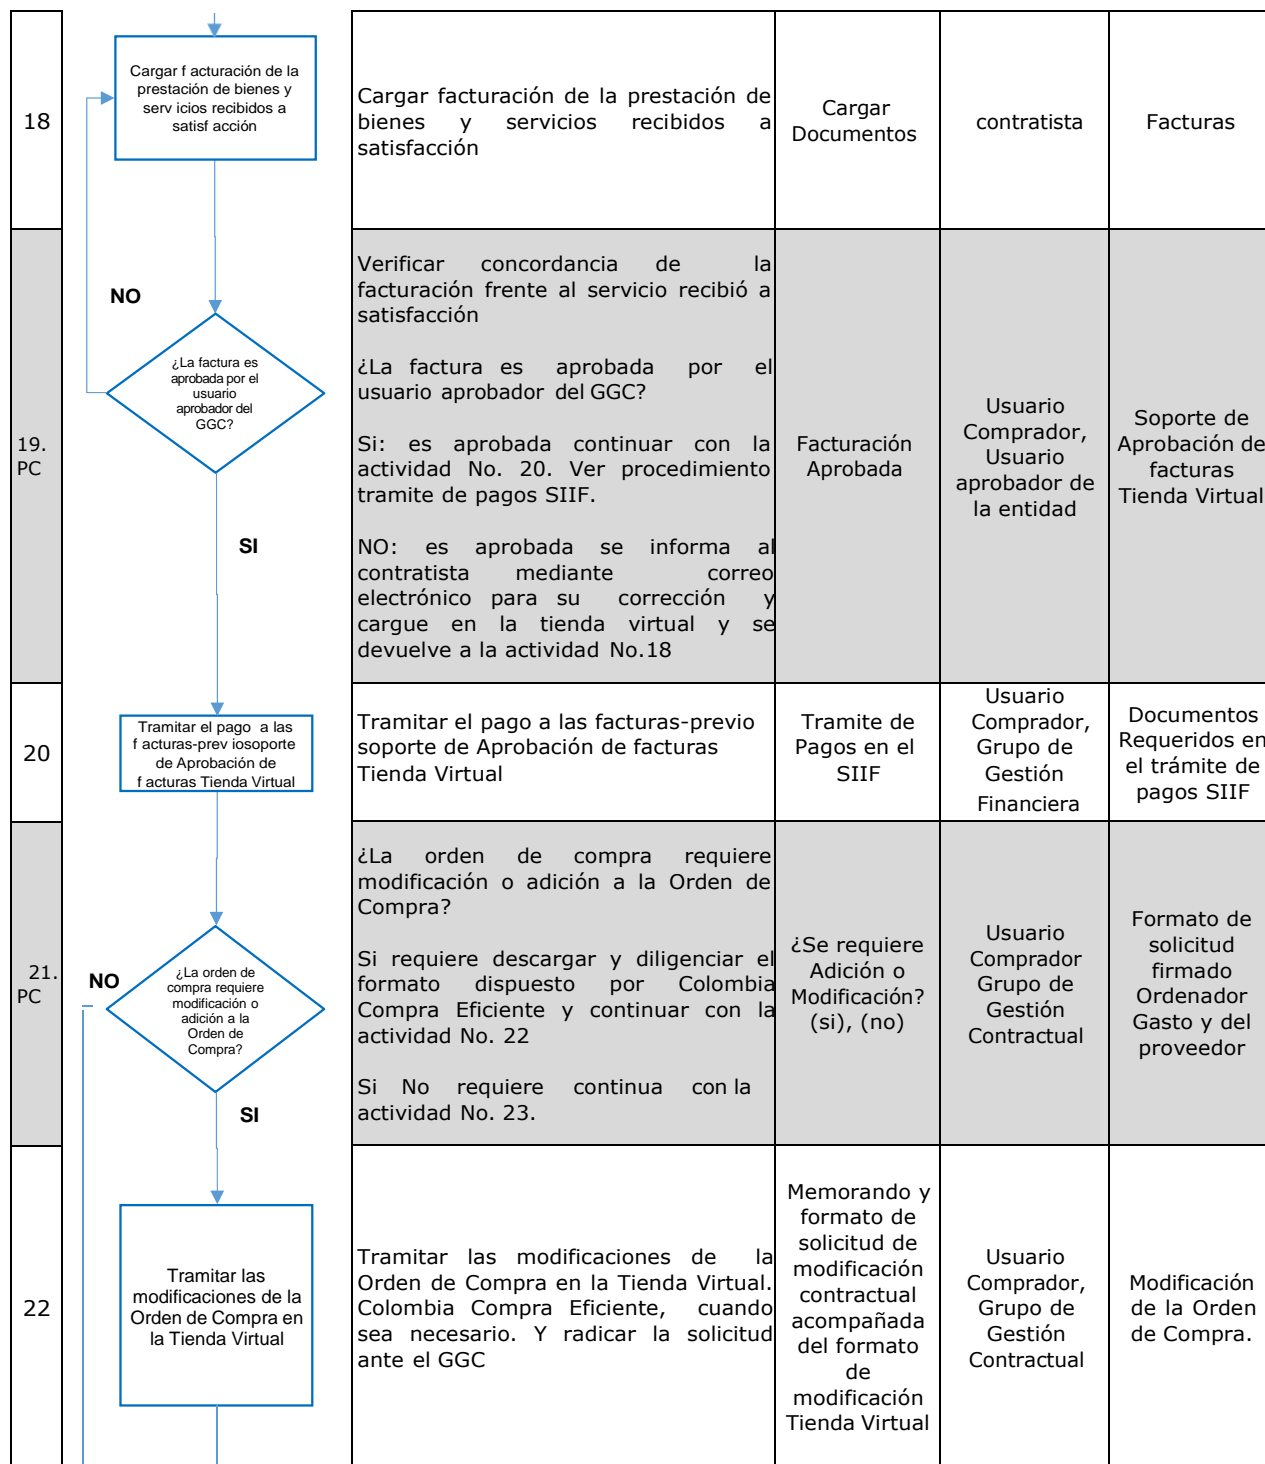 18
Cargar f acturación de la
prestación de bienes y
serv icios recibidos a
satisf acción
Cargar facturación de la prestación de
bienes y servicios recibidos a
satisfacción
Cargar
Documentos
contratista
Facturas
19.
PC
NO
¿La factura es
aprobada por el
usuario
aprobador del
GGC?
SI
Verificar concordancia de la
facturación frente al servicio recibió a
satisfacción
¿La factura es aprobada por el
usuario aprobador del GGC?
Si: es aprobada continuar con la
actividad No. 20. Ver procedimiento
tramite de pagos SIIF.
NO: es aprobada se informa al
contratista mediante correo
electrónico para su corrección y
cargue en la tienda virtual y se
devuelve a la actividad No.18
Facturación
Aprobada
Usuario
Comprador,
Usuario
aprobador de
la entidad
Soporte de
Aprobación de
facturas
Tienda Virtual
20
Tramitar el pago a las
f acturas-prev iosoporte
de Aprobación de
f acturas Tienda Virtual
Tramitar el pago a las facturas-previo
soporte de Aprobación de facturas
Tienda Virtual
Tramite de
Pagos en el
SIIF
Usuario
Comprador,
Grupo de
Gestión
Financiera
Documentos
Requeridos en
el trámite de
pagos SIIF
21.
PC
NO
¿La orden de
compra requiere
modificación o
adición a la
Orden de
Compra?
SI
¿La orden de compra requiere
modificación o adición a la Orden de
Compra?
Si requiere descargar y diligenciar el
formato dispuesto por Colombia
Compra Eficiente y continuar con la
actividad No. 22
Si No requiere continua con la
actividad No. 23.
¿Se requiere
Adición o
Modificación?
(si), (no)
Usuario
Comprador
Grupo de
Gestión
Contractual
Formato de
solicitud
firmado
Ordenador
Gasto y del
proveedor
22
Tramitar las
modificaciones de la
Orden de Compra en
la Tienda Virtual
Tramitar las modificaciones de la
Orden de Compra en la Tienda Virtual.
Colombia Compra Eficiente, cuando
sea necesario. Y radicar la solicitud
ante el GGC
Memorando y
formato de
solicitud de
modificación
contractual
acompañada
del formato
de
modificación
Tienda Virtual
Usuario
Comprador,
Grupo de
Gestión
Contractual
Modificación
de la Orden
de Compra.